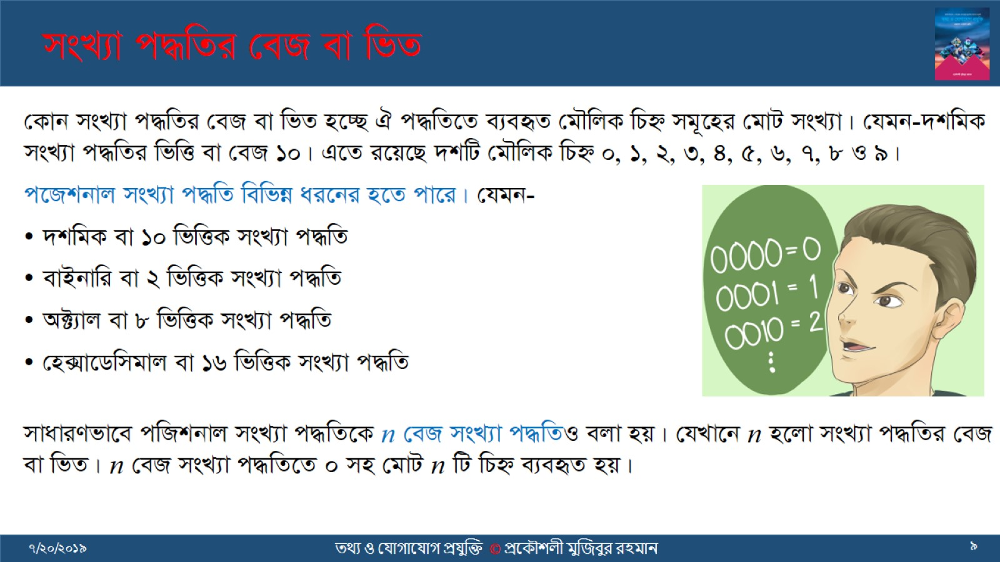 সংখ্যা পদ্ধতির বেজ বা ভিত
কোন সংখ্যা পদ্ধতির বেজ বা ভিত হচ্ছে ঐ পদ্ধতিতে ব্যবহৃত মৌলিক চিহ্ন সমূহের মোট সংখ্যা। যেমন-দশমিক
সংখ্যা পদ্ধতির ভিত্তি বা বেজ ১০। এতে রয়েছে দশটি মৌলিক চিহ্ন ০, ১, ২, ৩, ৪, ৫, ৬, ৭, ৮ ও ৯।
পজেশনাল সংখ্যা পদ্ধতি বিভিন্ন ধরনের হতে পারে। যেমন-
• দশমিক বা ১০ ভিত্তিক সংখ্যা পদ্ধতি
• বাইনারি বা ২ ভিত্তিক সংখ্যা পদ্ধতি
• অক্ট্যাল বা ৮ ভিত্তিক সংখ্যা পদ্ধতি
• হেক্সাডেসিমাল বা ১৬ ভিত্তিক সংখ্যা পদ্ধতি
0000=0
0001 = 1
0010 = 2
সাধারণভাবে পজিশনাল সংখ্যা পদ্ধতিকে n বেজ সংখ্যা পদ্ধতিও বলা হয়। যেখানে n হলো সংখ্যা পদ্ধতির বেজ
বা ভিত। n বেজ সংখ্যা পদ্ধতিতে ০ সহ মোট n টি চিহ্ন ব্যবহৃত হয়।
৭/২০/২০১৯
তথ্য ও যোগাযোগ প্রযুক্তি © প্রকৌশলী মুজিবুর রহমান
৯